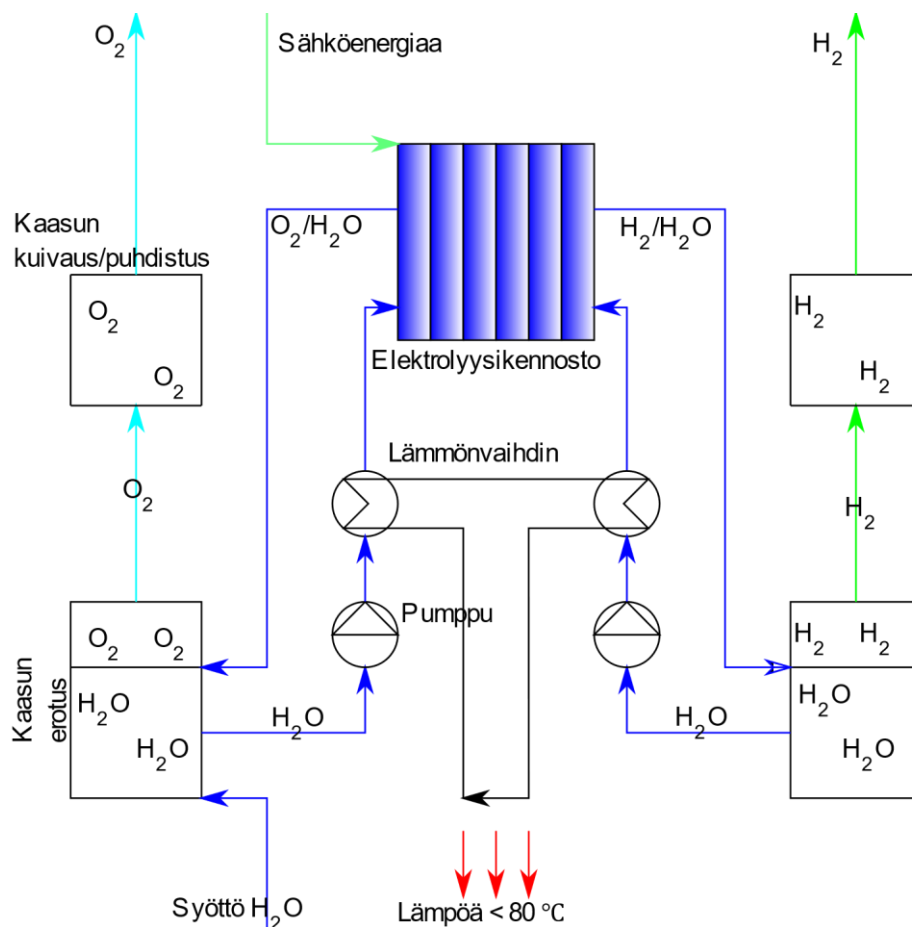 O₂
Sähköenergiaa
H₂
Kaasun
kuivaus/puhdistus
O₂/H₂O
H₂/H₂O
O₂
O₂
H₂
H₂
Elektrolyysikennosto
Lämmönvaihdin
O₂
H₂
Pumppu
Kaasun
erotus
O₂ O₂
H₂ H₂
H₂O
H₂O
H₂O
H₂O
H₂O
H₂O
Syöttö H₂O
Lämpöä < 80 °C